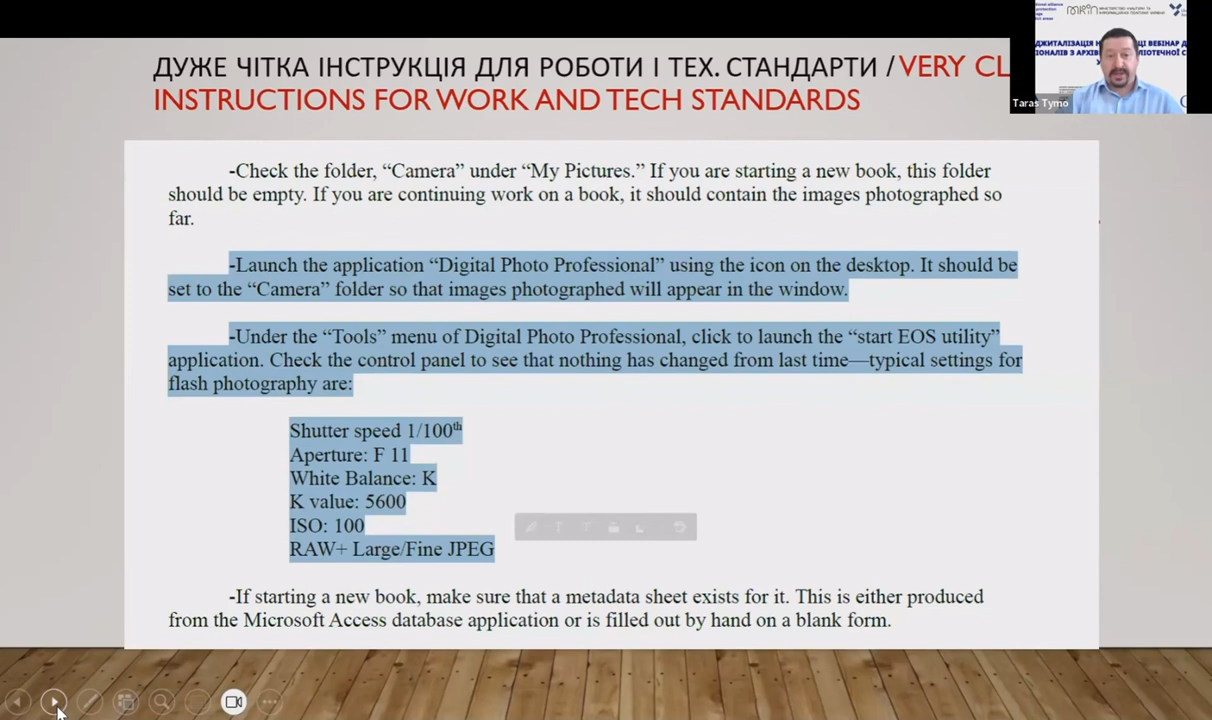 ДУЖЕ ЧІТКА ІНСТРУКЦІЯ ДЛЯ РОБОТИ І ТЕХ. СТАНДАРТИ / VERY CL
INSTRUCTIONS FOR WORK AND TECH STANDARDS
Taras Tymo
-Check the folder, “Camera” under “My Pictures.” If you are starting a new book, this folder
should be empty. If you are continuing work on a book, it should contain the images photographed so
far.
-Launch the application “Digital Photo Professional” using the icon on the desktop. It should be
set to the “Camera” folder so that images photographed will appear in the window.
-Under the “Tools” menu of Digital Photo Professional, click to launch the “start EOS utility”
application. Check the control panel to see that nothing has changed from last time—typical settings for
flash photography are:
Shutter speed 1/100th
Aperture: F 11
White Balance: K
K value: 5600
ISO: 100
RAW+ Large/Fine JPEG
-If starting a new book, make sure that a metadata sheet exists for it. This is either produced
from the Microsoft Access database application or is filled out by hand on a blank form.